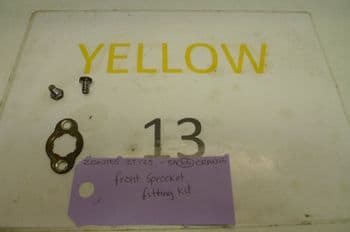 YELLOW
13
front Sprocket
fitting kit